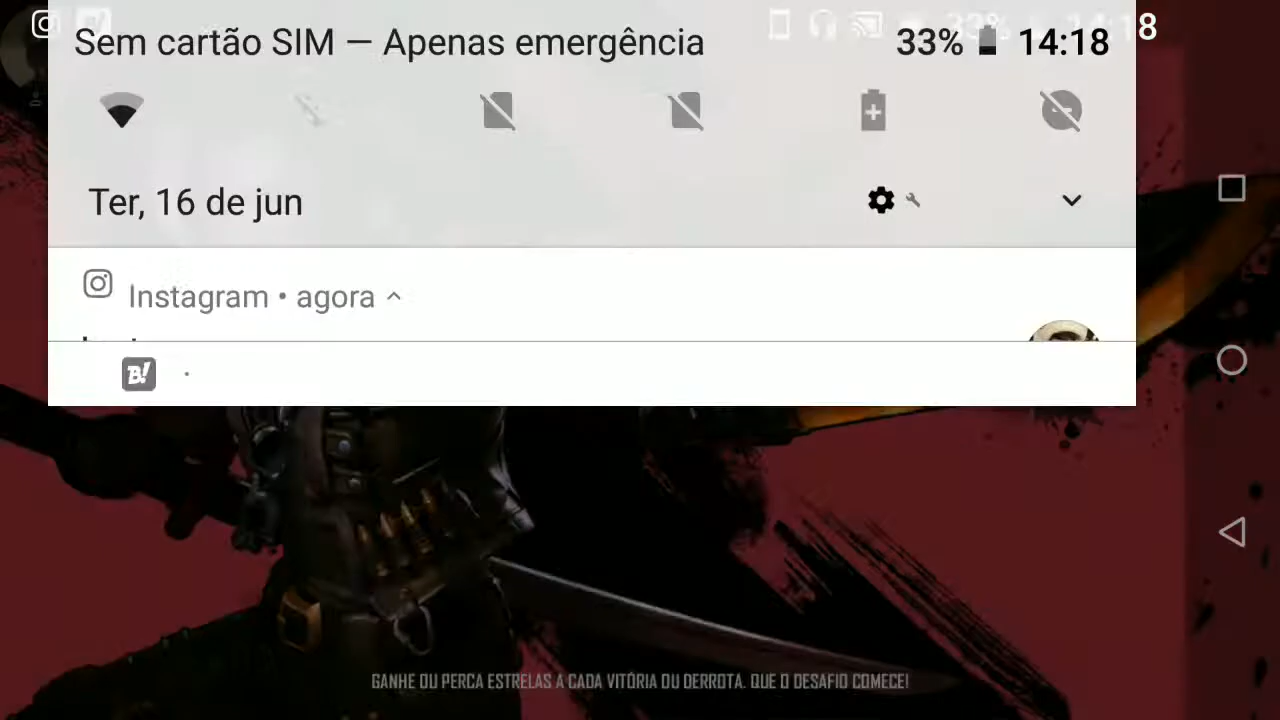 Sem cartão SIM — Apenas emergência
33% 14:18
Ter, 16 de jun
Instagram • agora
B!
GANHE OU PERCA ESTRELAS A CADA VITÓRIA OU DERROTA. QUE O DESAFIO COMECE!